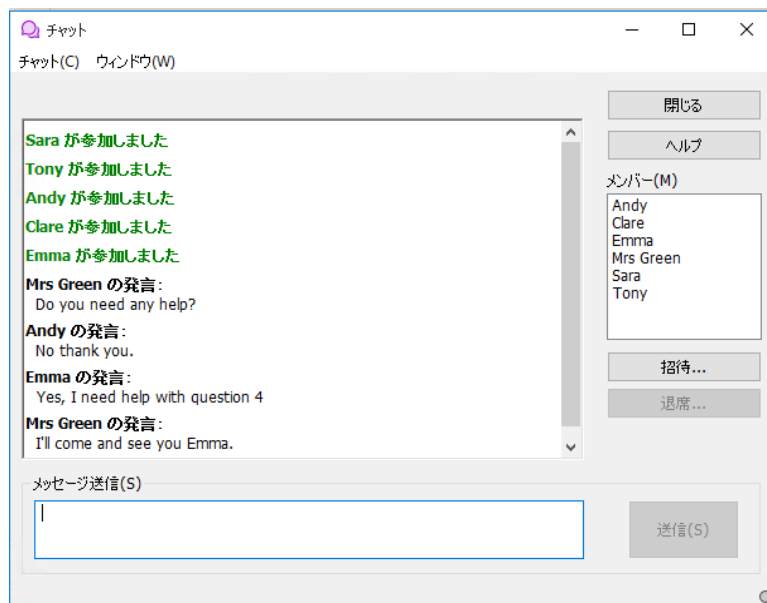 チャット
チャット(C) ウィンドウ(W)
Sara が参加しました
Tony が参加しました
Andy が参加しました
Clare が参加しました
Emma が参加しました
Mrs Green の発言:
Do you need any help?
Andy の発言:
No thank you.
Emma の発言:
Yes, I need help with question 4
Mrs Green の発言:
I'll come and see you Emma.
閉じる
ヘルプ
メンバー(M)
Andy
Clare
Emma
Mrs Green
Sara
Tony
招待...
退席...
メッセージ送信(S)
送信(S)